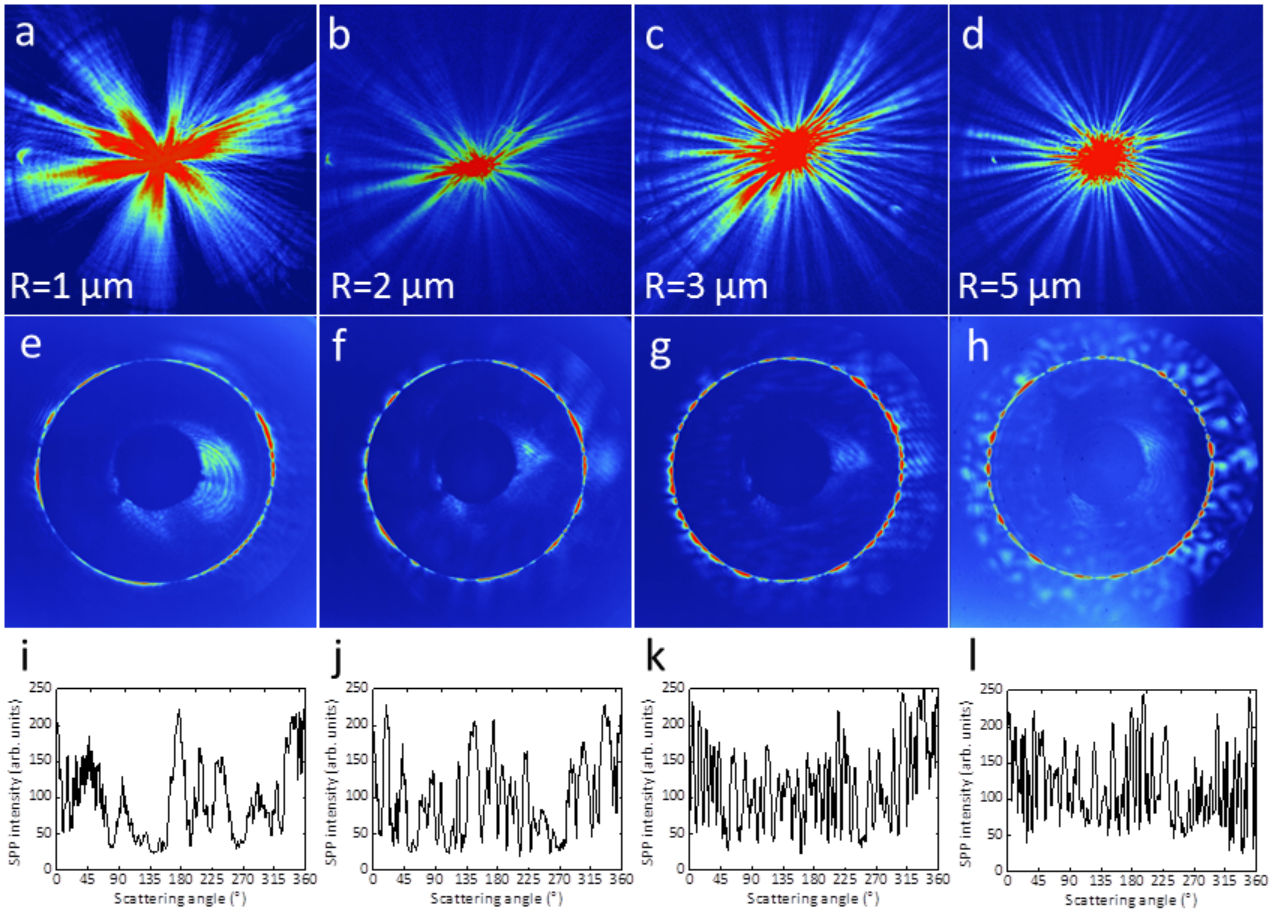 a b c d
R=1 μm R=2 μm R=3 μm R=5 μm
e f g h
i j k l
250 250 250 250
200 200 200 200
150 150 150 150
100 100 100 100
50 50 50 50
0 0 0 0
SPP intensity [arb. units) SPP intensity [arb. units) SPP intensity [arb. units) SPP intensity [arb. units)
0 45 90 135 180 225 270 315 360 0 45 90 135 180 225 270 315 360 0 45 90 135 180 225 270 315 360 0 45 90 135 180 225 270 315 360
Scattering angle (°) Scattering angle (°) Scattering angle (°) Scattering angle (°)